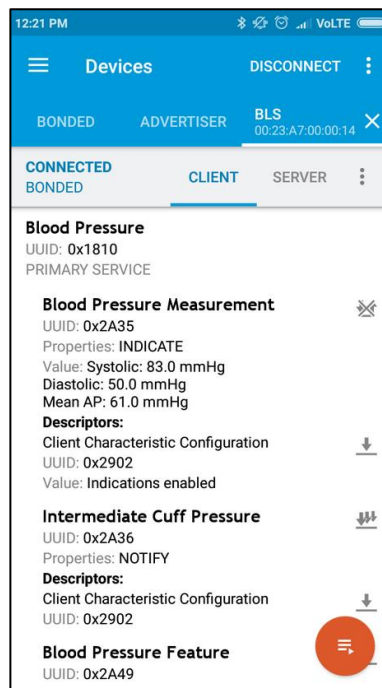 12:21 PM VoLTE
Devices DISCONNECT
BONDED ADVERTISER BLS
00:23:A7:00:00:14
CONNECTED
BONDED CLIENT SERVER
Blood Pressure
UUID: 0x1810
PRIMARY SERVICE
Blood Pressure Measurement
UUID: 0x2A35
Properties: INDICATE
Value: Systolic: 83.0 mmHg
Diastolic: 50.0 mmHg
Mean AP: 61.0 mmHg
Descriptors:
Client Characteristic Configuration
UUID: 0x2902
Value: Indications enabled
Intermediate Cuff Pressure
UUID: 0x2A36
Properties: NOTIFY
Descriptors:
Client Characteristic Configuration
UUID: 0x2902
Blood Pressure Feature
UUID: 0x2A49